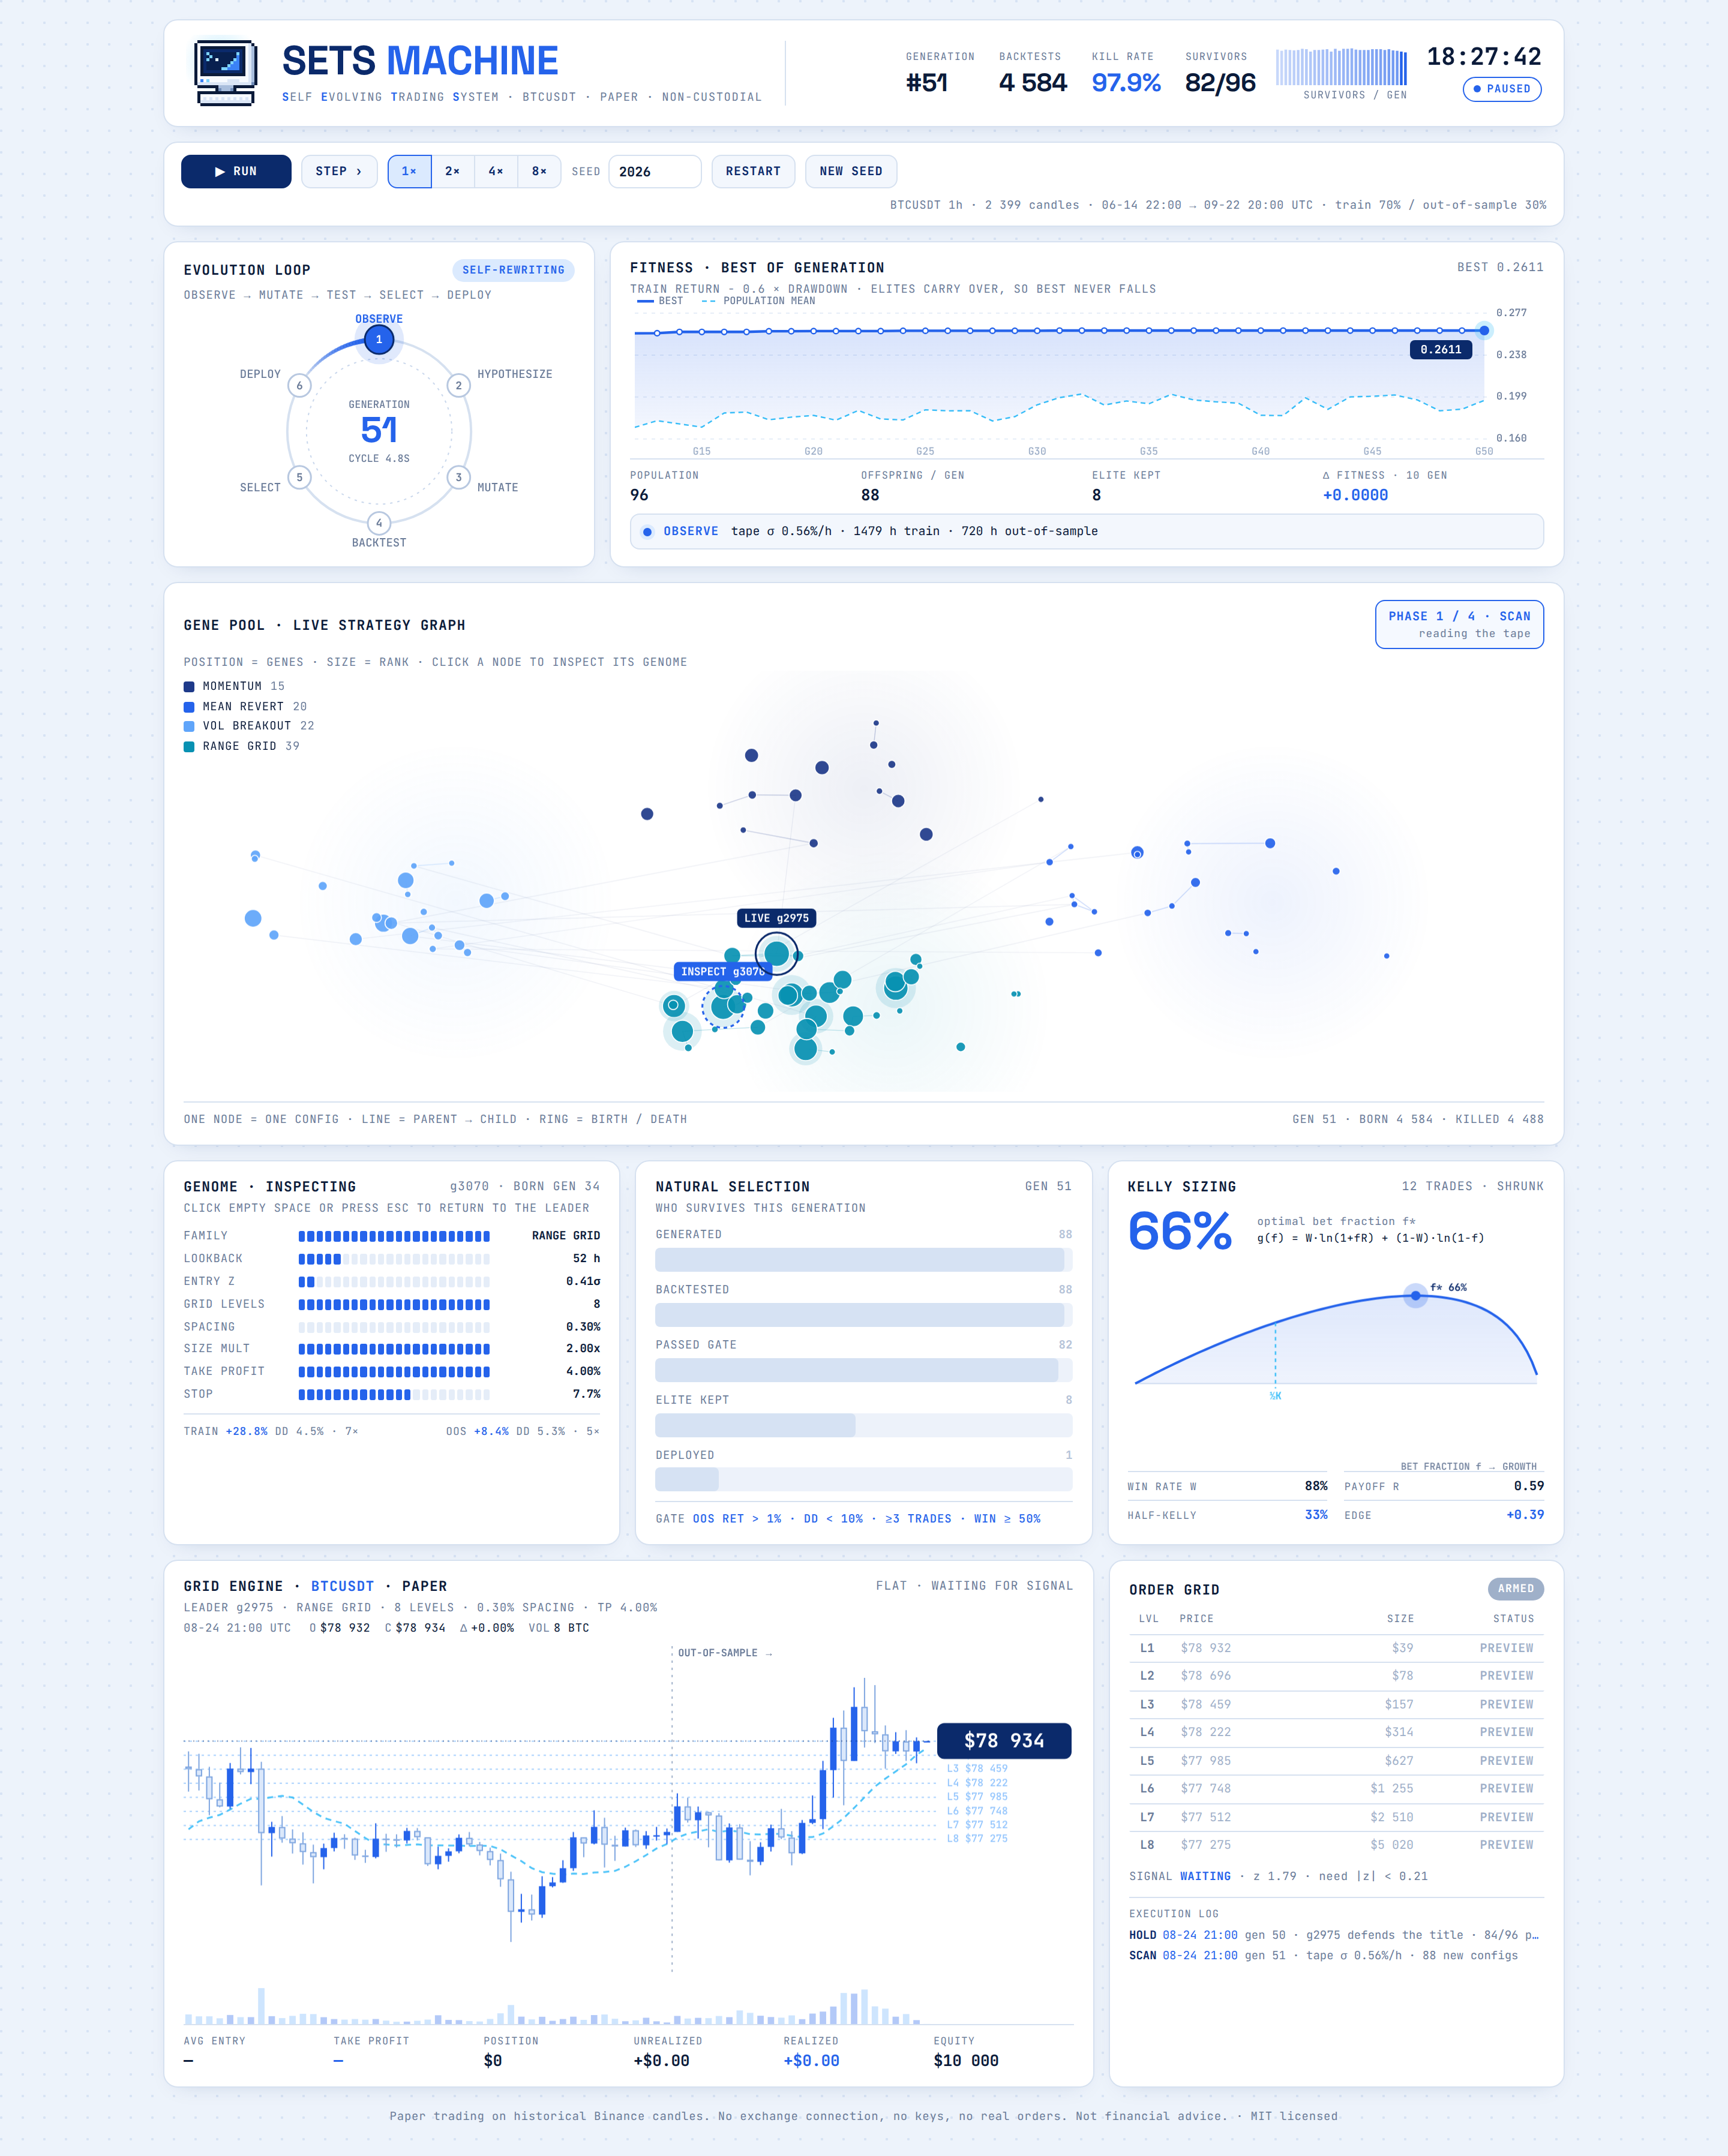 SETS MACHINE
SELF EVOLVING TRADING SYSTEM · BTCUSDT · PAPER · NON-CUSTODIAL
GENERATION
#51
BACKTESTS
4 584
KILL RATE
97.9%
SURVIVORS
82/96
SURVIVORS / GEN
18:27:42
PAUSED
▶ RUN
STEP ›
1×
2×
4×
8×
SEED
2026
RESTART
NEW SEED
BTCUSDT 1h · 2 399 candles · 06-14 22:00 → 09-22 20:00 UTC · train 70% / out-of-sample 30%
EVOLUTION LOOP
SELF-REWRITING
OBSERVE → MUTATE → TEST → SELECT → DEPLOY
OBSERVE
1
DEPLOY
6
2
HYPOTHESIZE
GENERATION
51
CYCLE 4.8S
SELECT
5
3
MUTATE
4
BACKTEST
FITNESS · BEST OF GENERATION
BEST 0.2611
TRAIN RETURN - 0.6 × DRAWDOWN · ELITES CARRY OVER, SO BEST NEVER FALLS
BEST
POPULATION MEAN
0.277
0.2611
0.238
0.199
0.160
G15
G20
G25
G30
G35
G40
G45
G50
POPULATION
96
OFFSPRING / GEN
88
ELITE KEPT
8
Δ FITNESS · 10 GEN
+0.0000
OBSERVE tape σ 0.56%/h · 1479 h train · 720 h out-of-sample
GENE POOL · LIVE STRATEGY GRAPH
PHASE 1 / 4 · SCAN
reading the tape
POSITION = GENES · SIZE = RANK · CLICK A NODE TO INSPECT ITS GENOME
MOMENTUM 15
MEAN REVERT 20
VOL BREAKOUT 22
RANGE GRID 39
LIVE g2975
INSPECT g3070
ONE NODE = ONE CONFIG · LINE = PARENT → CHILD · RING = BIRTH / DEATH
GEN 51 · BORN 4 584 · KILLED 4 488
GENOME · INSPECTING
g3070 · BORN GEN 34
CLICK EMPTY SPACE OR PRESS ESC TO RETURN TO THE LEADER
FAMILY RANGE GRID
LOOKBACK 52 h
ENTRY Z 0.41σ
GRID LEVELS 8
SPACING 0.30%
SIZE MULT 2.00x
TAKE PROFIT 4.00%
STOP 7.7%
TRAIN +28.8% DD 4.5% · 7×
OOS +8.4% DD 5.3% · 5×
NATURAL SELECTION
GEN 51
WHO SURVIVES THIS GENERATION
GENERATED 88
BACKTESTED 88
PASSED GATE 82
ELITE KEPT 8
DEPLOYED 1
GATE OOS RET > 1% · DD < 10% · ≥3 TRADES · WIN ≥ 50%
KELLY SIZING
12 TRADES · SHRUNK
66%
optimal bet fraction f*
g(f) = W·ln(1+fR) + (1-W)·ln(1-f)
f* 66%
½K
BET FRACTION f → GROWTH
WIN RATE W 88%
PAYOFF R 0.59
HALF-KELLY 33%
EDGE +0.39
GRID ENGINE · BTCUSDT · PAPER
FLAT · WAITING FOR SIGNAL
LEADER g2975 · RANGE GRID · 8 LEVELS · 0.30% SPACING · TP 4.00%
08-24 21:00 UTC O $78 932 C $78 934 Δ +0.00% VOL 8 BTC
OUT-OF-SAMPLE →
$78 934
L3 $78 459
L4 $78 222
L5 $77 985
L6 $77 748
L7 $77 512
L8 $77 275
AVG ENTRY
—
TAKE PROFIT
—
POSITION
$0
UNREALIZED
+$0.00
REALIZED
+$0.00
EQUITY
$10 000
ORDER GRID
ARMED
LVL PRICE SIZE STATUS
L1 $78 932 $39 PREVIEW
L2 $78 696 $78 PREVIEW
L3 $78 459 $157 PREVIEW
L4 $78 222 $314 PREVIEW
L5 $77 985 $627 PREVIEW
L6 $77 748 $1 255 PREVIEW
L7 $77 512 $2 510 PREVIEW
L8 $77 275 $5 020 PREVIEW
SIGNAL WAITING · z 1.79 · need |z| < 0.21
EXECUTION LOG
HOLD 08-24 21:00 gen 50 · g2975 defends the title · 84/96 p…
SCAN 08-24 21:00 gen 51 · tape σ 0.56%/h · 88 new configs
Paper trading on historical Binance candles. No exchange connection, no keys, no real orders. Not financial advice. · MIT licensed